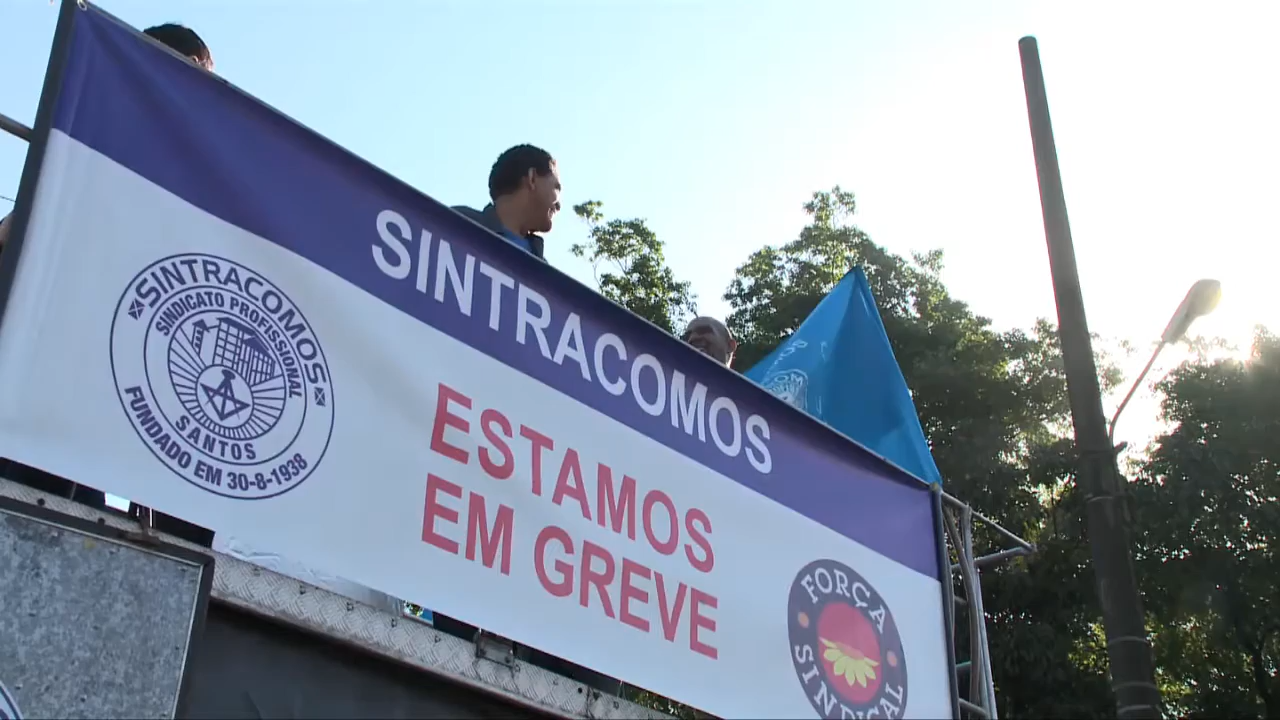 SINTRACOMOS
SINTRACOMOS
SINDICATO PROFISSIONAL
SANTOS
FUNDADO EM 30-8-1938
ESTAMOS
EM GREVE
FORÇA
SINDICAL